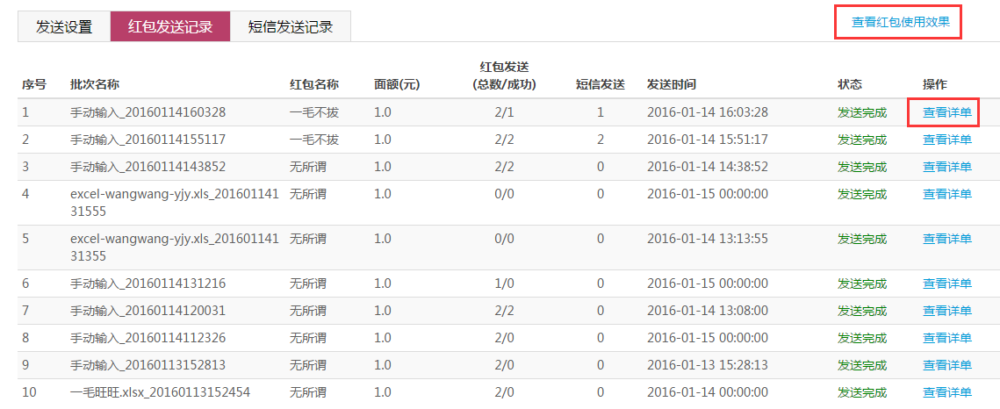 发送设置 红包发送记录 短信发送记录 查看红包使用效果
序号 批次名称 红包名称 面额(元) 红包发送 (总数/成功) 短信发送 发送时间 状态 操作
1 手动输入_20160114160328 一毛不拔 1.0 2/1 1 2016-01-14 16:03:28 发送完成 查看详单
2 手动输入_20160114155117 一毛不拔 1.0 2/2 2 2016-01-14 15:51:17 发送完成 查看详单
3 手动输入_20160114143852 无所谓 1.0 2/2 0 2016-01-14 14:38:52 发送完成 查看详单
4 excel-wangwang-yjy.xls_201601141 无所谓 1.0 0/0 0 2016-01-15 00:00:00 发送完成 查看详单
31555
5 excel-wangwang-yjy.xls_201601141 无所谓 1.0 0/0 0 2016-01-14 13:13:55 发送完成 查看详单
31355
6 手动输入_20160114131216 无所谓 1.0 1/0 0 2016-01-15 00:00:00 发送完成 查看详单
7 手动输入_20160114120031 无所谓 1.0 2/2 0 2016-01-14 13:08:00 发送完成 查看详单
8 手动输入_20160114112326 无所谓 1.0 2/0 0 2016-01-15 00:00:00 发送完成 查看详单
9 手动输入_20160113152813 无所谓 1.0 2/0 0 2016-01-13 15:28:13 发送完成 查看详单
10 一毛旺旺.xlsx_20160113152454 无所谓 1.0 2/0 0 2016-01-14 00:00:00 发送完成 查看详单